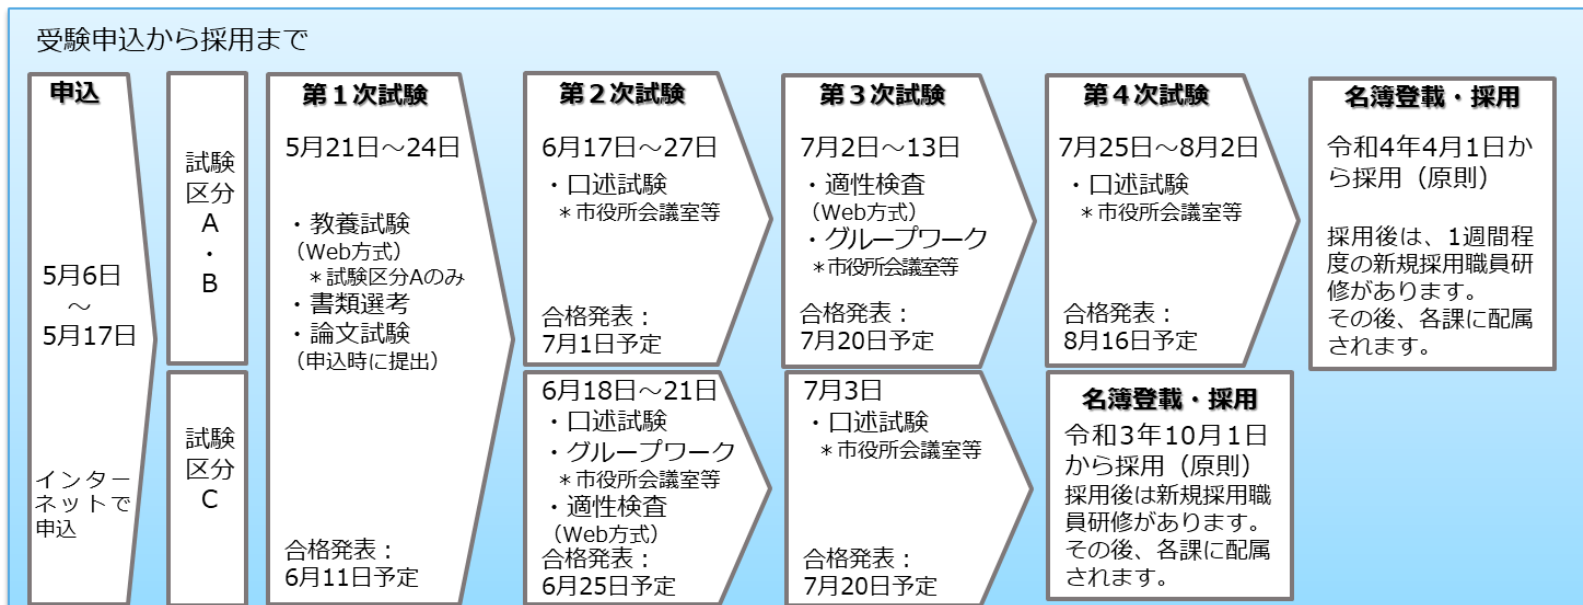 受験申込から採用まで
申込
5月6日
~
5月17日
インター
ネットで
申込
試験
区分
A
・
B
試験
区分
C
第1次試験
5月21日~24日
・教養試験
(Web方式)
＊試験区分Aのみ
・書類選考
・論文試験
(申込時に提出)
合格発表：
6月11日予定
第2次試験
6月17日~27日
・口述試験
＊市役所会議室等
合格発表：
7月1日予定
6月18日~21日
・口述試験
・グループワーク
＊市役所会議室等
・適性検査
(Web方式)
合格発表：
6月25日予定
第3次試験
7月2日~13日
・適性検査
(Web方式)
・グループワーク
＊市役所会議室等
合格発表：
7月20日予定
7月3日
・口述試験
＊市役所会議室等
合格発表：
7月20日予定
第4次試験
7月25日~8月2日
・口述試験
＊市役所会議室等
合格発表：
8月16日予定
名簿登載・採用
令和4年4月1日か
ら採用（原則）
採用後は、1週間程
度の新規採用職員研
修があります。
その後、各課に配属
されます。
名簿登載・採用
令和3年10月1日
から採用（原則）
採用後は新規採用職
員研修があります。
その後、各課に配属
されます。